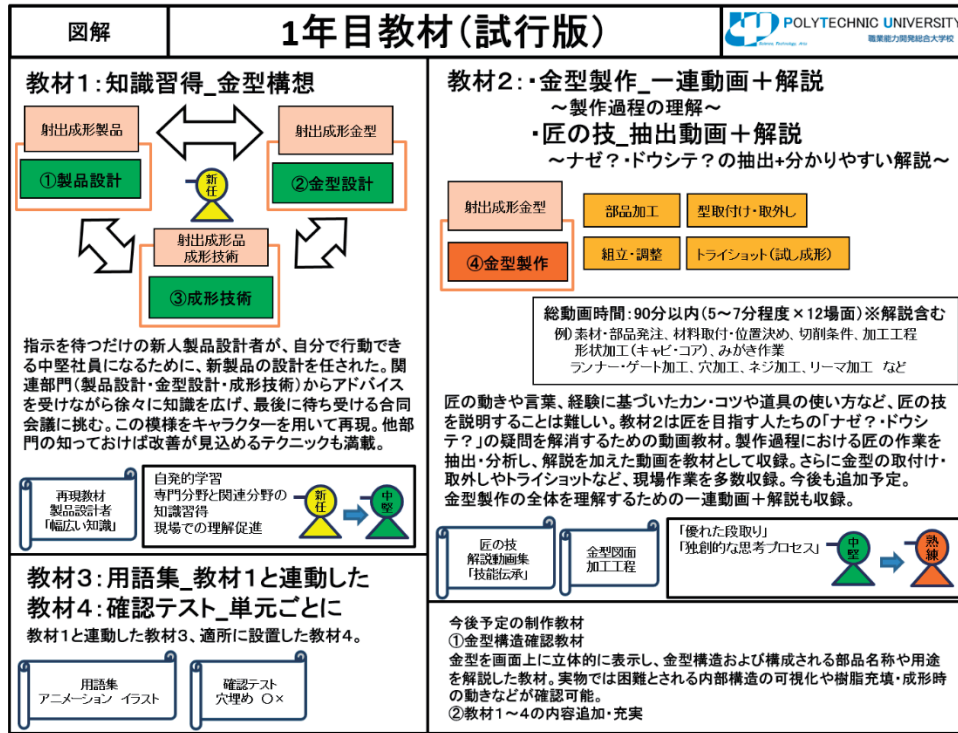 図解
1年目教材(試行版)
POLYTECHNIC UNIVERSITY
職業能力開発総合大学校
教材1:知識習得_金型構想
射出成形製品
射出成形金型
①製品設計
②金型設計
新任
射出成形品
成形技術
③成形技術
指示を待つだけの新人製品設計者が、自分で行動でき
る中堅社員になるために、新製品の設計を任された。関
連部門(製品設計・金型設計・成形技術)からアドバイス
を受けながら徐々に知識を広げ、最後に待ち受ける合同
会議に挑む。この模様をキャラクターを用いて再現。他部
門の知っておけば改善が見込めるテクニックも満載。
再現教材
製品設計者
「幅広い知識」
自発的学習
専門分野と関連分野の
知識習得
現場での理解促進
新任
中堅
教材3:用語集_教材1と連動した
教材4:確認テスト_単元ごとに
教材1と連動した教材3、適所に設置した教材4。
用語集
アニメーション イラスト
確認テスト
穴埋め 〇×
教材2:・金型製作_一連動画+解説
～製作過程の理解～
・匠の技_抽出動画+解説
～ナゼ?・ドウシテ?の抽出+分かりやすい解説～
射出成形金型
④金型製作
部品加工
型取付け・取外し
組立・調整
トライショット(試し成形)
総動画時間:90分以内(5～7分程度×12場面)※解説含む
例)素材・部品発注、材料取付・位置決め、切削条件、加工工程
形状加工(キャビ・コア)、みがき作業
ランナー・ゲート加工、穴加工、ネジ加工、リーマ加工 など
匠の動きや言葉、経験に基づいたカン・コツや道具の使い方など、匠の技
を説明することは難しい。教材2は匠を目指す人たちの「ナゼ?・ドウシ
テ?」の疑問を解消するための動画教材。製作過程における匠の作業を
抽出・分析し、解説を加えた動画を教材として収録。さらに金型の取付け・
取外しやトライショットなど、現場作業を多数収録。今後も追加予定。
金型製作の全体を理解するための一連動画+解説も収録。
匠の技
解説動画集
「技能伝承」
金型図面
加工工程
「優れた段取り」
「独創的な思考プロセス」
中堅
熟練
今後予定の制作教材
①金型構造確認教材
金型を画面上に立体的に表示し、金型構造および構成される部品名称や用途
を解説した教材。実物では困難とされる内部構造の可視化や樹脂充填・成形時
の動きなどが確認可能。
②教材1～4の内容追加・充実